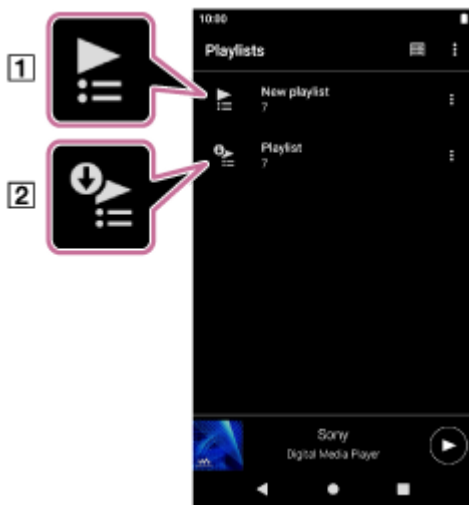 10:00
Playlists
1
New playlist
7
2
Playlist
7
Sony
Digital Media Player